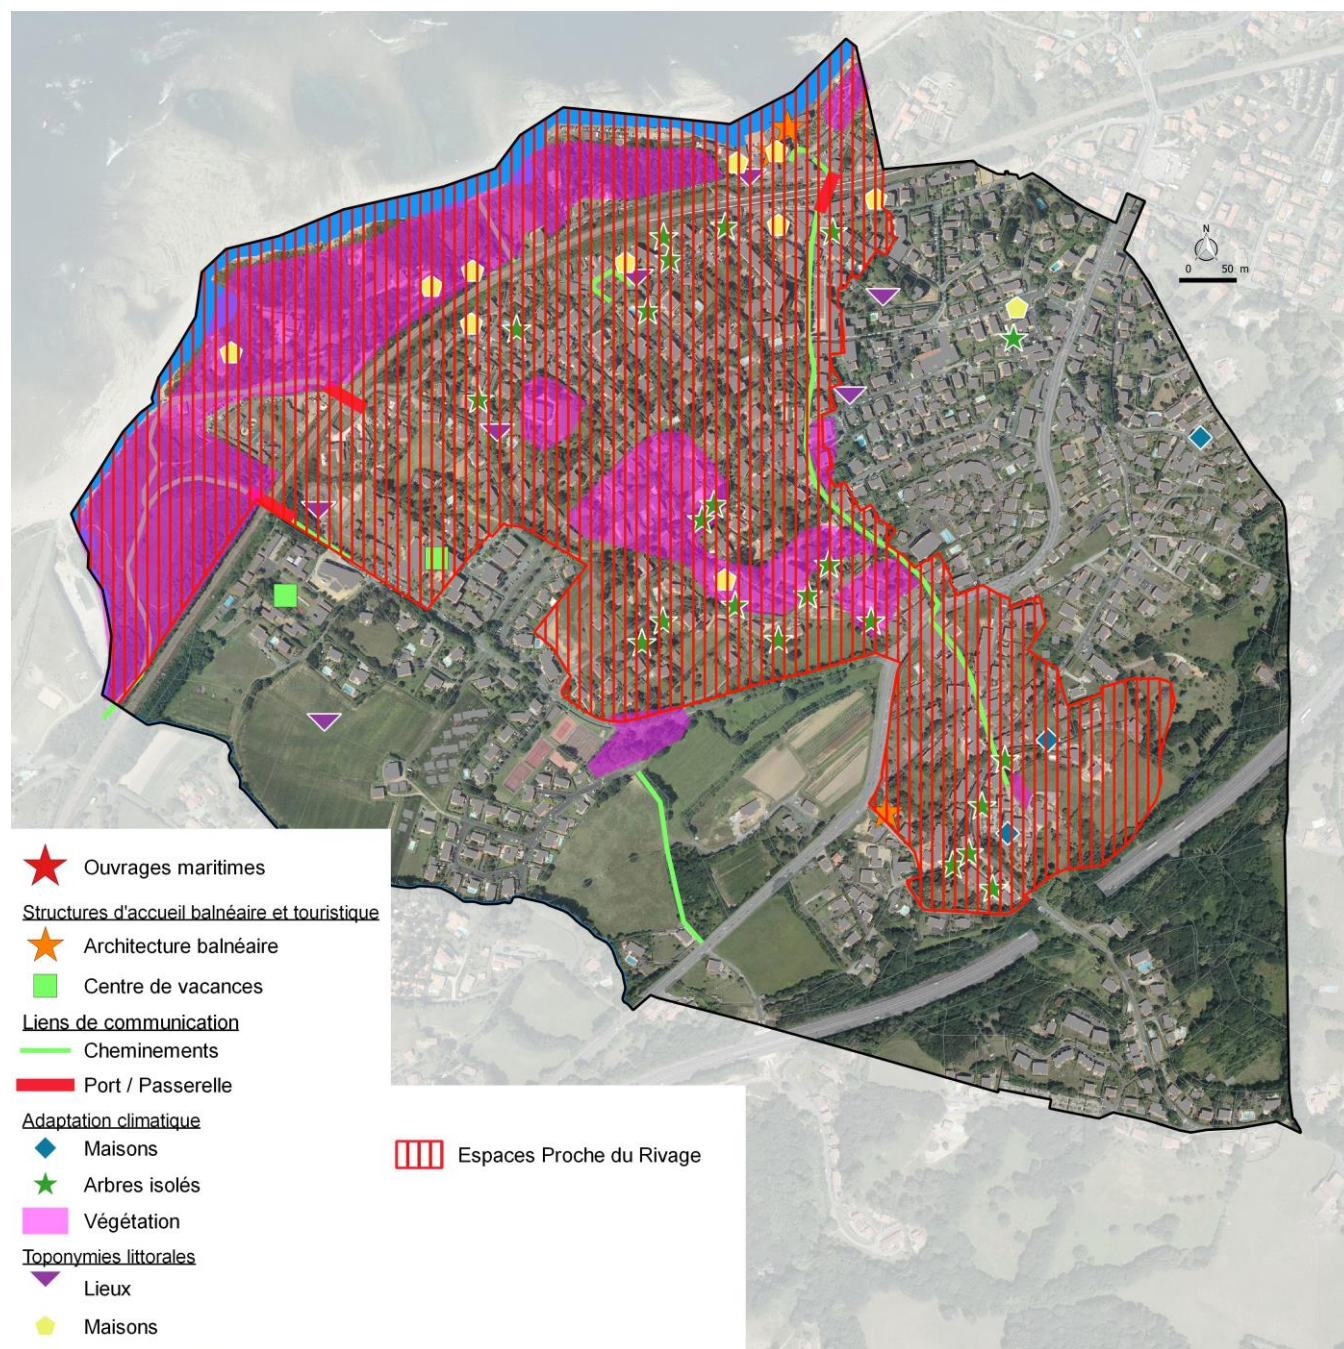 N
0 50 m
Ouvrages maritimes
Structures d'accueil balnéaire et touristique
Architecture balnéaire
Centre de vacances
Liens de communication
Cheminements
Port / Passerelle
Adaptation climatique
Maisons
Arbres isolés
Végétation
Toponymies littorales
Lieux
Maisons
Espaces Proche du Rivage